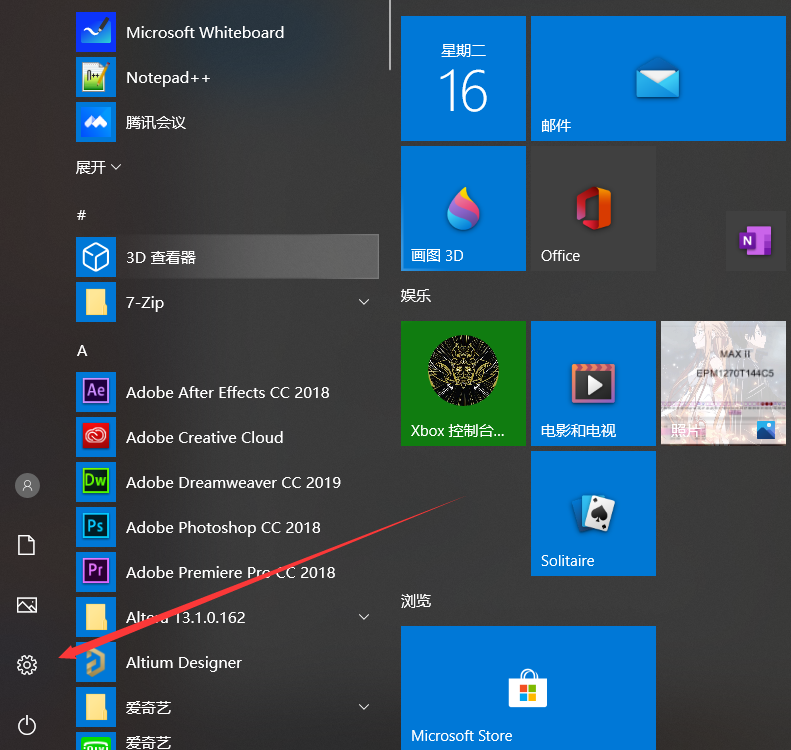 Microsoft Whiteboard
Notepad++
腾讯会议
展开
#
3D 查看器
7-Zip
A
Adobe After Effects CC 2018
Adobe Creative Cloud
Adobe Dreamweaver CC 2019
Adobe Photoshop CC 2018
Adobe Premiere Pro CC 2018
Altera 13.1.0.162
Altium Designer
爱奇艺
爱奇艺
星期二
16
邮件
画图 3D
Office
娱乐
Xbox 控制台...
电影和电视
MAX II
EPM1270T144C5
照片
Solitaire
浏览
Microsoft Store